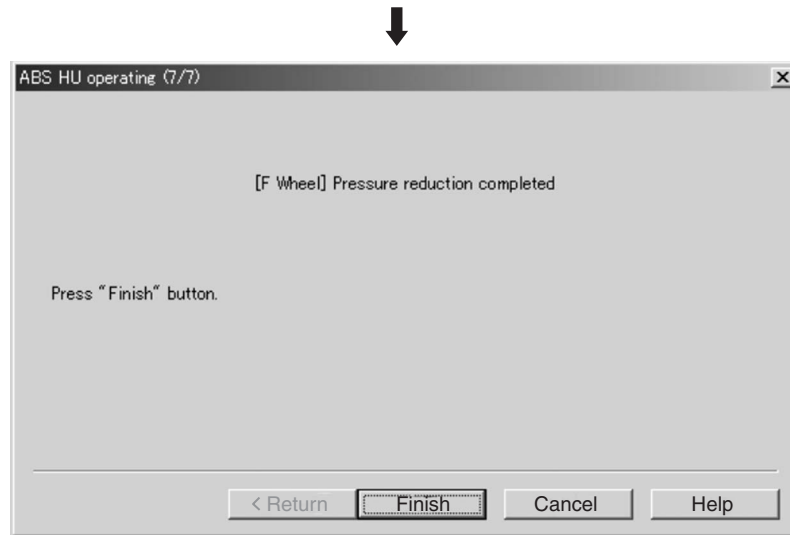 ABS HU operating (7/7)
[F Wheel] Pressure reduction completed
Press "Finish" button.
< Return Finish Cancel Help